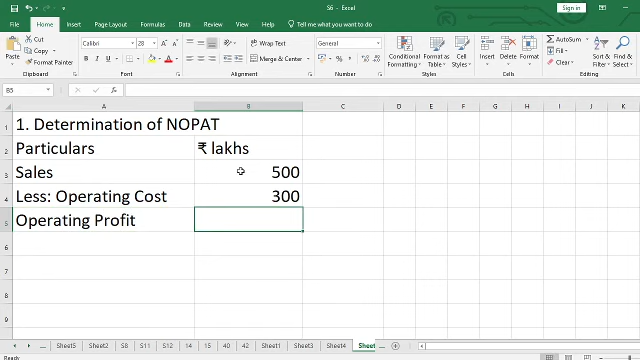 S6 - Excel
Sign in
File Home Insert Page Layout Formulas Data Review View Help Tell me what you want to do
Cut
Copy
Format Painter
Paste
Calibri 28
B I U
Wrap Text
Merge & Center
General
Conditional Formatting
Format as Table
Cell Styles
Insert Delete Format
AutoSum
Fill
Clear
Sort & Filter
Find & Select
Clipboard Font Alignment Number Styles Cells Editing
B5
A B C D E F G H I J K
1 1. Determination of NOPAT
2 Particulars ₹ lakhs
3 Sales 500
4 Less: Operating Cost 300
5 Operating Profit
6
7
8
9
... Sheet5 Sheet2 S8 S11 S12 14 15 40 42 Sheet1 Sheet3 Sheet4 Sheet ...
Ready